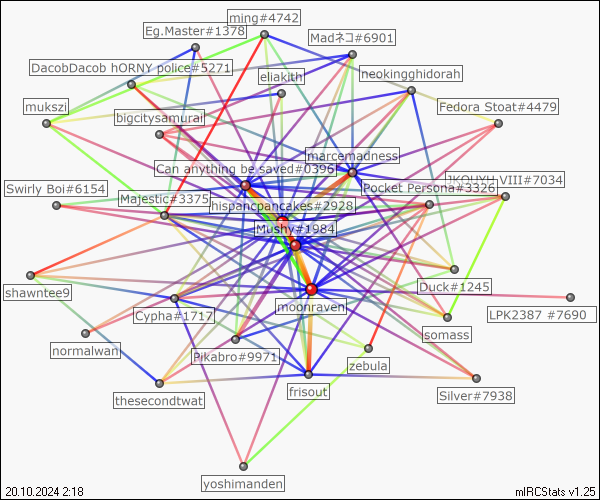 ming#4742
Eg.Master#1378
Madネコ#6901
DacobDacob hORNY police#5271
eliakith
neokingghidorah
mukszi
bigcitysamurai
Fedora Stoat#4479
marcemadness
Can anything be saved#0396
VIII#7034
Swirly Boi#6154
Pocket Persona#3326
Majestic#3375
hispanicpancakes#2928
Mushy#1984
shawntee9
Duck#1245
moonraven
LPK2387 #7690
Cypha#1717
somass
normalwan
Pikabro#9971
zebula
thesecondtwat
frisout
Silver#7938
yoshimanden
20.10.2024 2:18
mIRCStats v1.25